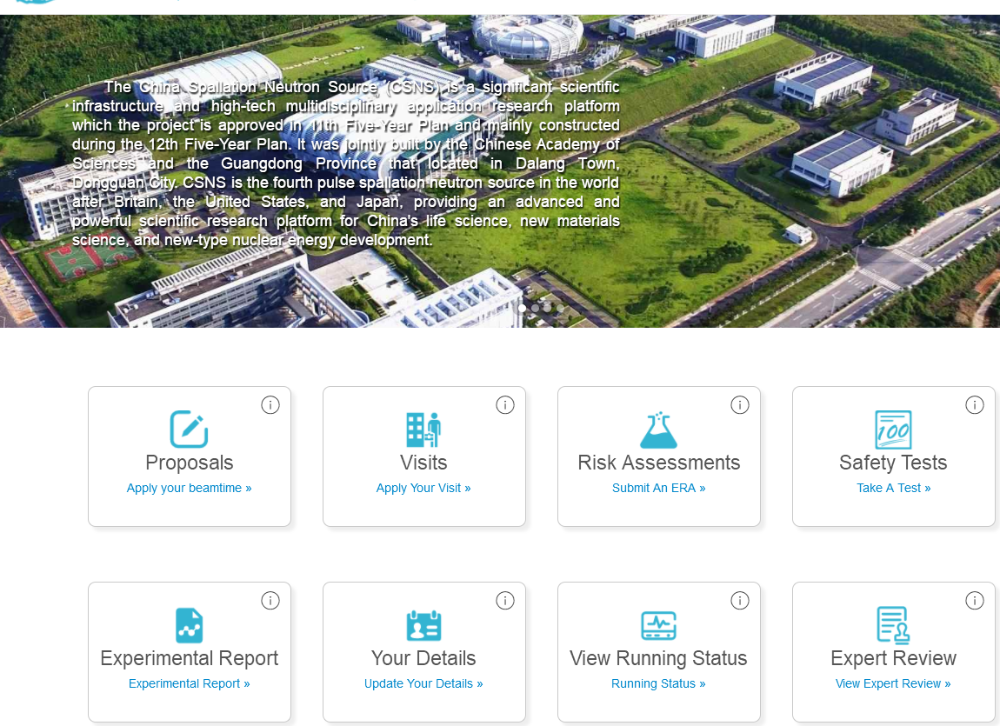 The China Spallation Neutron Source (CSNS) is a significant scientific
infrastructure and high-tech multidisciplinary application research platform
which the project is approved in 11th Five-Year Plan and mainly constructed
during the 12th Five-Year Plan. It was jointly built by the Chinese Academy of
Sciences and the Guangdong Province that located in Dalang Town,
Dongguan City. CSNS is the fourth pulse spallation neutron source in the world
after Britain, the United States, and Japan, providing an advanced and
powerful scientific research platform for China's life science, new materials
science, and new-type nuclear energy development.
Proposals
Apply your beamtime »
Visits
Apply Your Visit »
Risk Assessments
Submit An ERA »
100
Safety Tests
Take A Test »
Experimental Report
Experimental Report »
Your Details
Update Your Details »
View Running Status
Running Status »
Expert Review
View Expert Review »